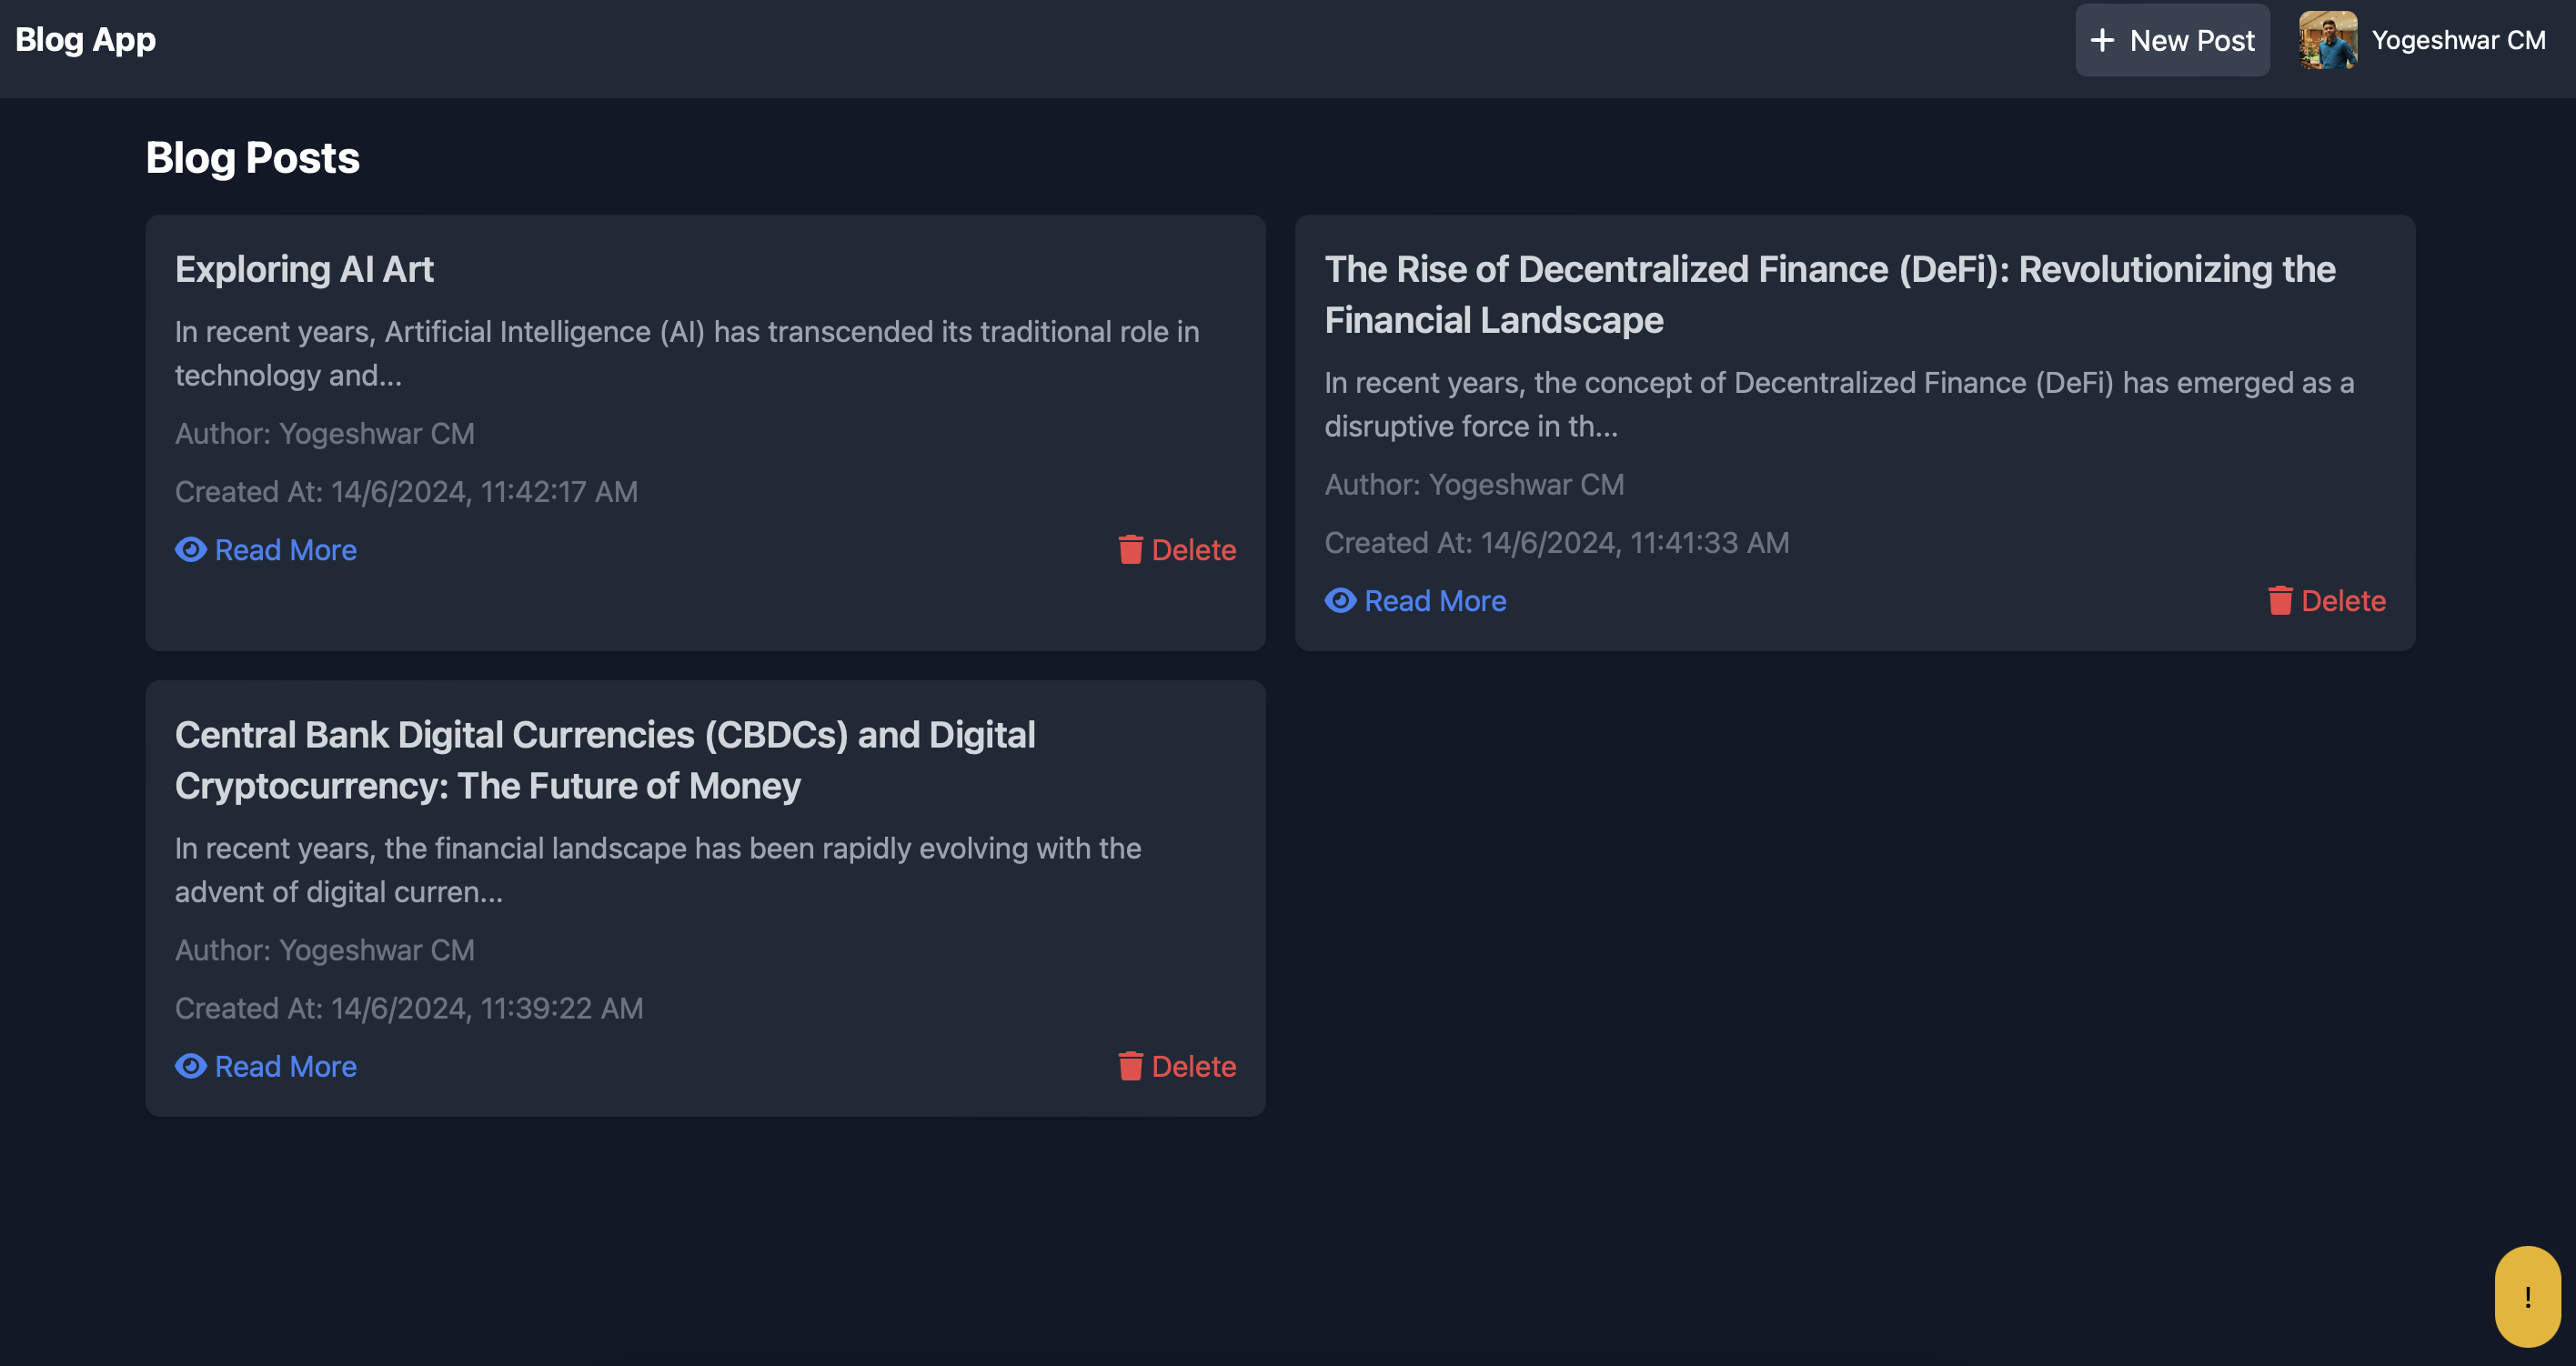 Blog App
+ New Post
Yogeshwar CM
Blog Posts
Exploring AI Art
In recent years, Artificial Intelligence (AI) has transcended its traditional role in
technology and...
Author: Yogeshwar CM
Created At: 14/6/2024, 11:42:17 AM
Read More
Delete
The Rise of Decentralized Finance (DeFi): Revolutionizing the
Financial Landscape
In recent years, the concept of Decentralized Finance (DeFi) has emerged as a
disruptive force in th...
Author: Yogeshwar CM
Created At: 14/6/2024, 11:41:33 AM
Read More
Delete
Central Bank Digital Currencies (CBDCs) and Digital
Cryptocurrency: The Future of Money
In recent years, the financial landscape has been rapidly evolving with the
advent of digital curren...
Author: Yogeshwar CM
Created At: 14/6/2024, 11:39:22 AM
Read More
Delete
!